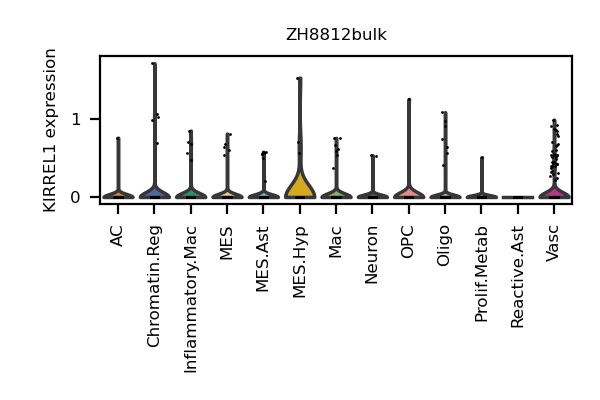 ZH8812bulk
KIRREL1 expression
1
0
AC
Chromatin.Reg
Inflammatory.Mac
MES
MES.Ast
MES.Hyp
Mac
Neuron
OPC
Oligo
Prolif.Metab
Reactive.Ast
Vasc